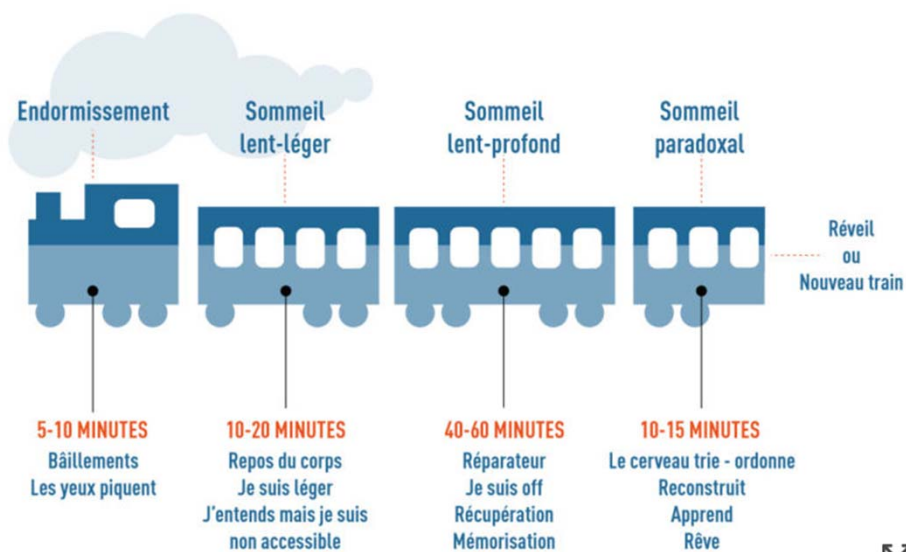 Endormissement
Sommeil
lent-léger
Sommeil
lent-profond
Sommeil
paradoxal
Réveil
ou
Nouveau train
5-10 MINUTES
Bâillements
Les yeux piquent
10-20 MINUTES
Repos du corps
Je suis léger
J'entends mais je suis
non accessible
40-60 MINUTES
Réparateur
Je suis off
Récupération
Mémorisation
10-15 MINUTES
Le cerveau trie - ordonne
Reconstruit
Apprend
Rêve